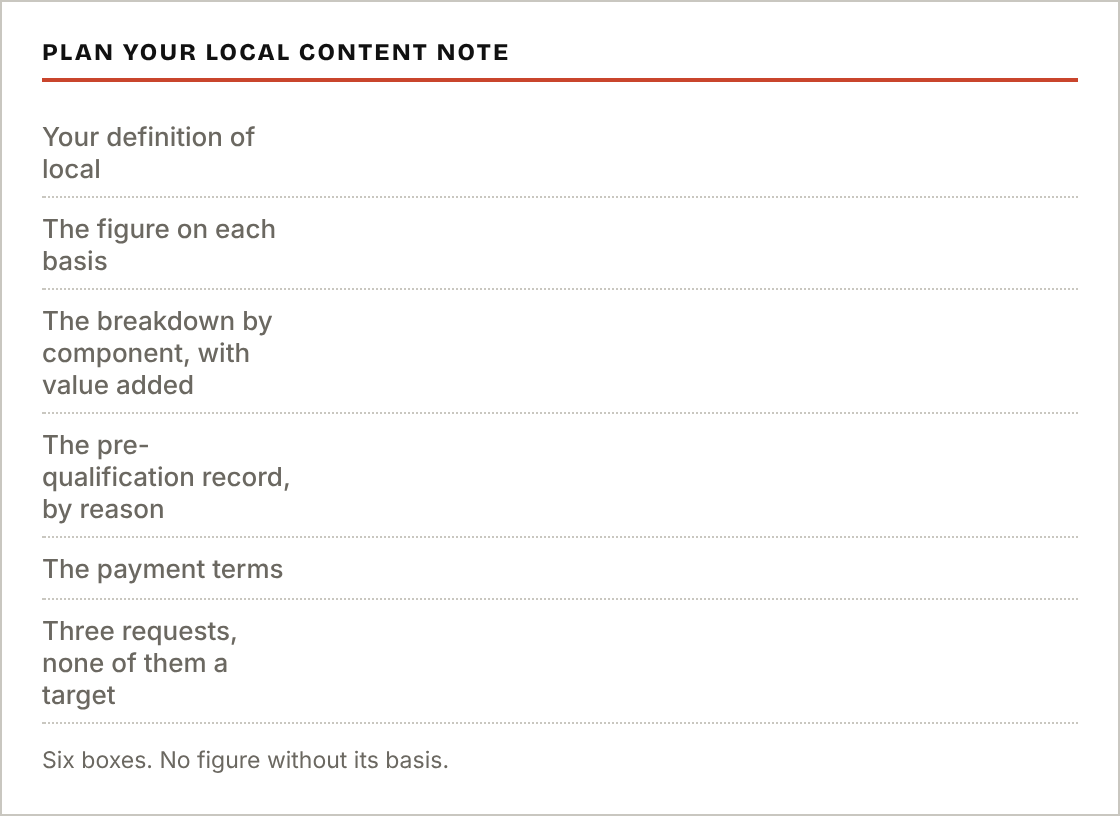 PLAN YOUR LOCAL CONTENT NOTE
Your definition of
local
The figure on each
basis
The breakdown by
component, with
value added
The pre-
qualification record,
by reason
The payment terms
Three requests,
none of them a
target
Six boxes. No figure without its basis.